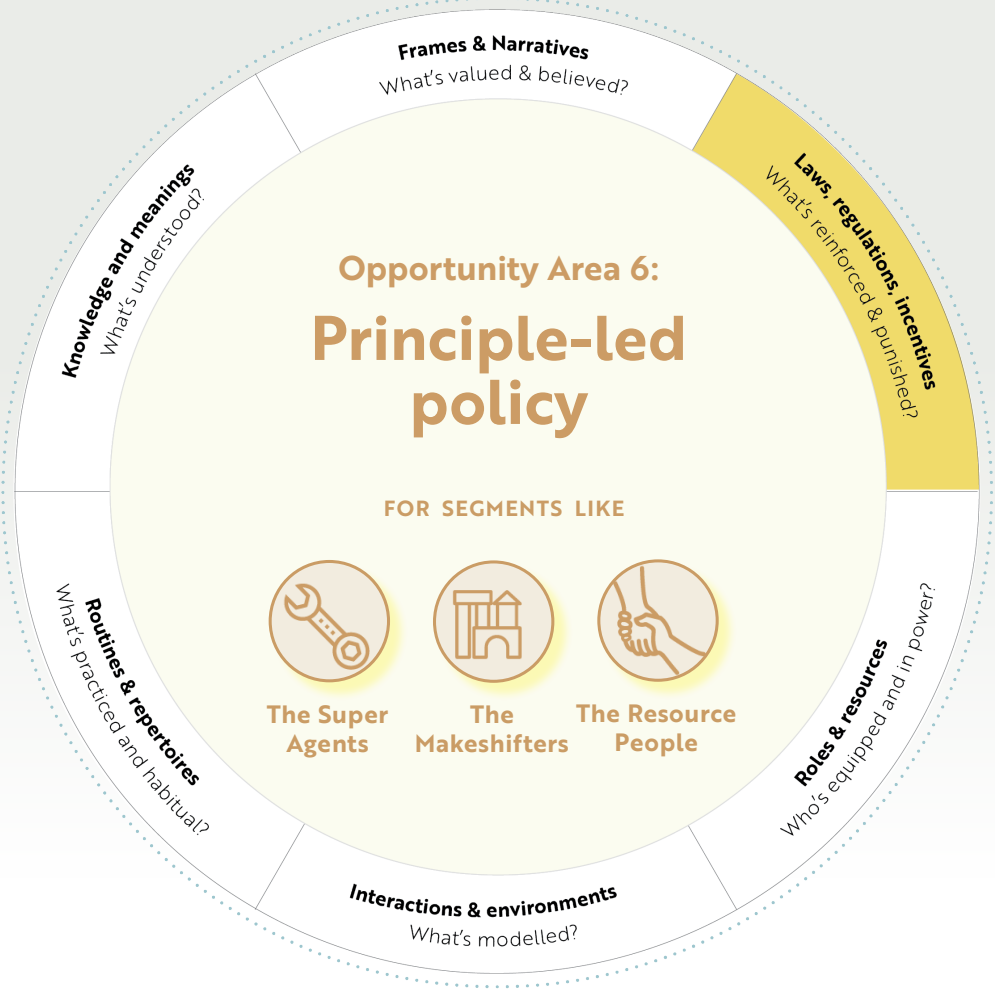 Frames & Narratives
What's valued & believed?
Laws, regulations, incentives
What's reinforced & punished?
Knowledge and meanings
What's understood?
Opportunity Area 6:
Principle-led
policy
FOR SEGMENTS LIKE
The Super
Agents
The
Makeshifters
The Resource
People
Roles & resources
Who's equipped and in power?
Routines & repertoires
What's practiced and habitual?
Interactions & environments
What's modelled?